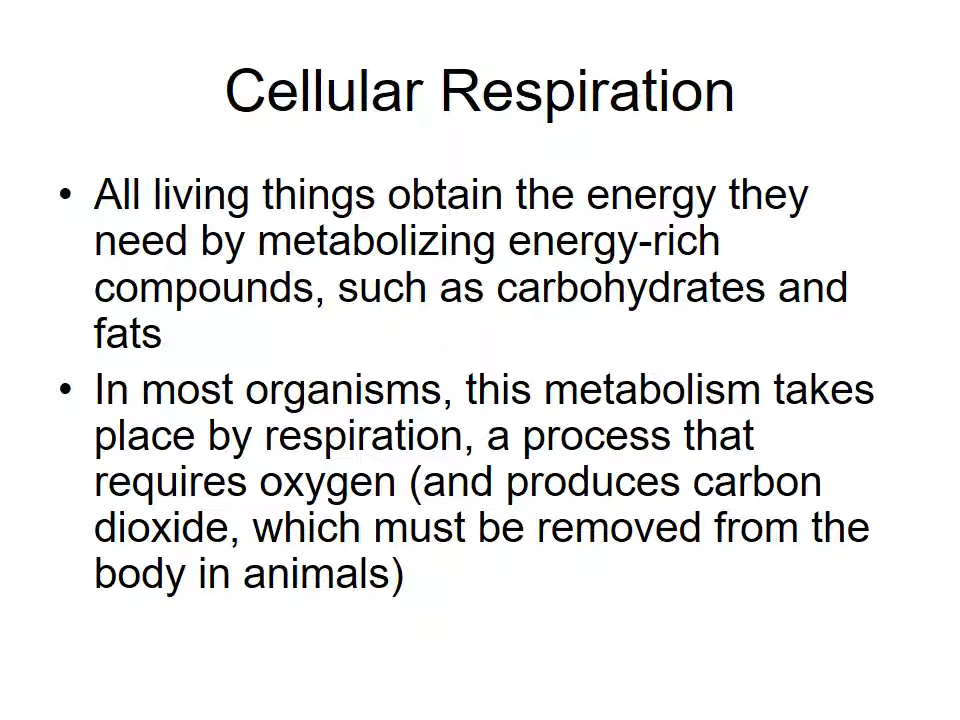 Cellular Respiration
• All living things obtain the energy they
need by metabolizing energy-rich
compounds, such as carbohydrates and
fats
• In most organisms, this metabolism takes
place by respiration, a process that
requires oxygen (and produces carbon
dioxide, which must be removed from the
body in animals)